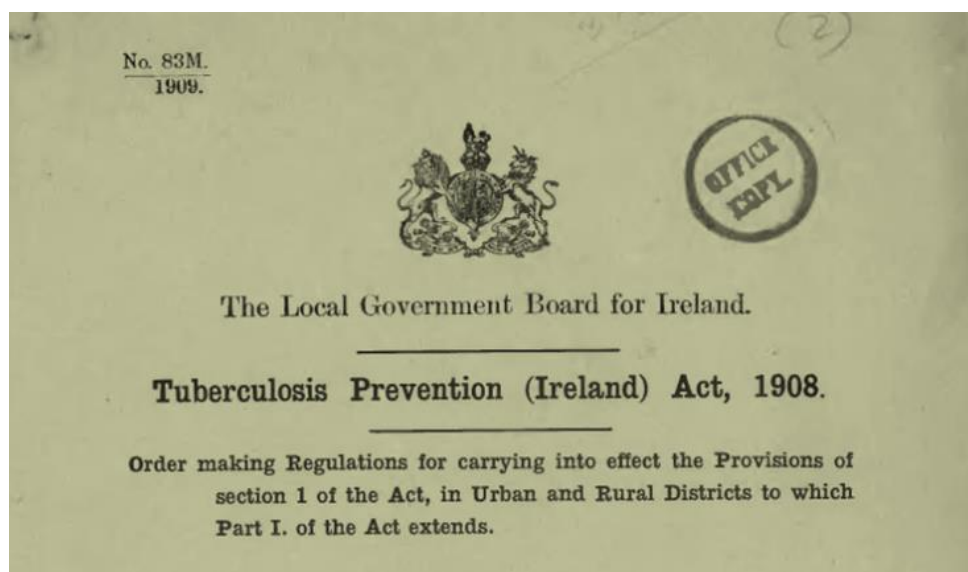 (2)
No. 83M.
1909.
OFFICE
COPY.
The Local Government Board for Ireland.
Tuberculosis Prevention (Ireland) Act, 1908.
Order making Regulations for carrying into effect the Provisions of
section 1 of the Act, in Urban and Rural Districts to which
Part I. of the Act extends.